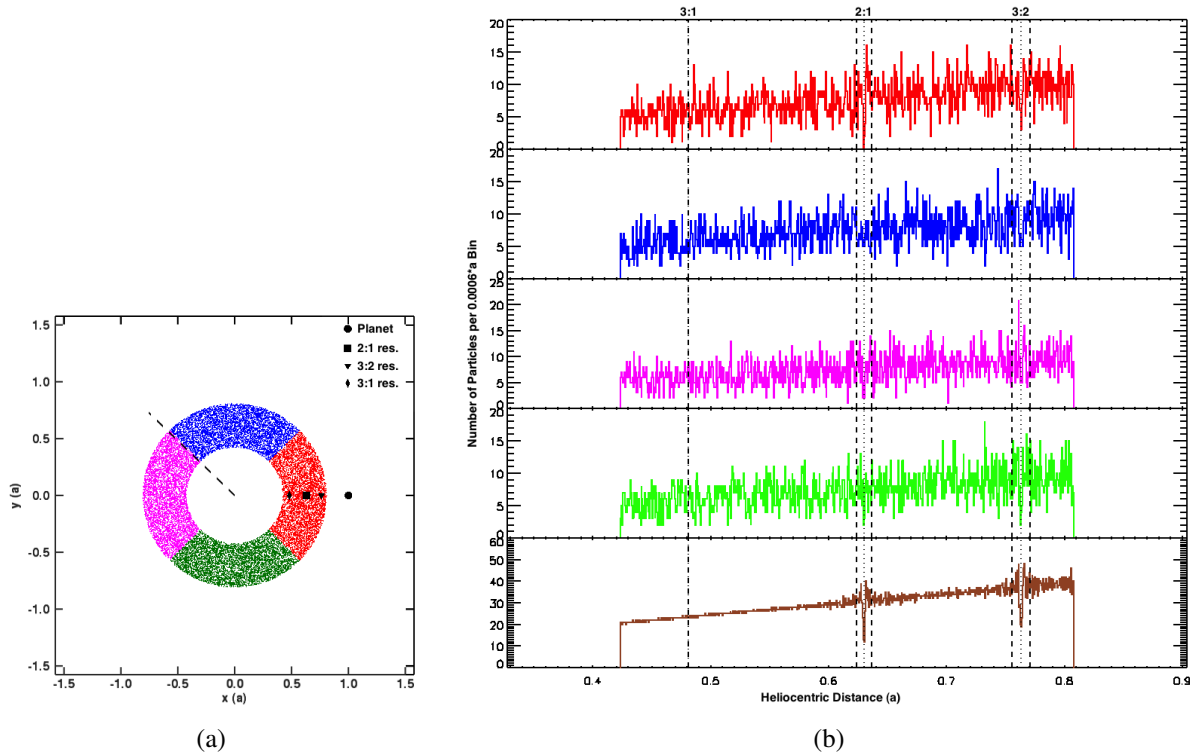 3:1 2:1 3:2
20
15
10
5
0
20
15
10
5
0
25
20
15
10
5
0
20
15
10
5
0
60
50
40
30
20
10
0
Number of Particles per 0.0006*a Bin
0.4 0.5 0.6 0.7 0.8 0.9
Heliocentric Distance (a)
(b)
Planet
2:1 res.
3:2 res.
3:1 res.
1.5
1.0
0.5
0.0
-0.5
-1.0
-1.5
y (a)
-1.5 -1.0 -0.5 0.0 0.5 1.0 1.5
x (a)
(a)